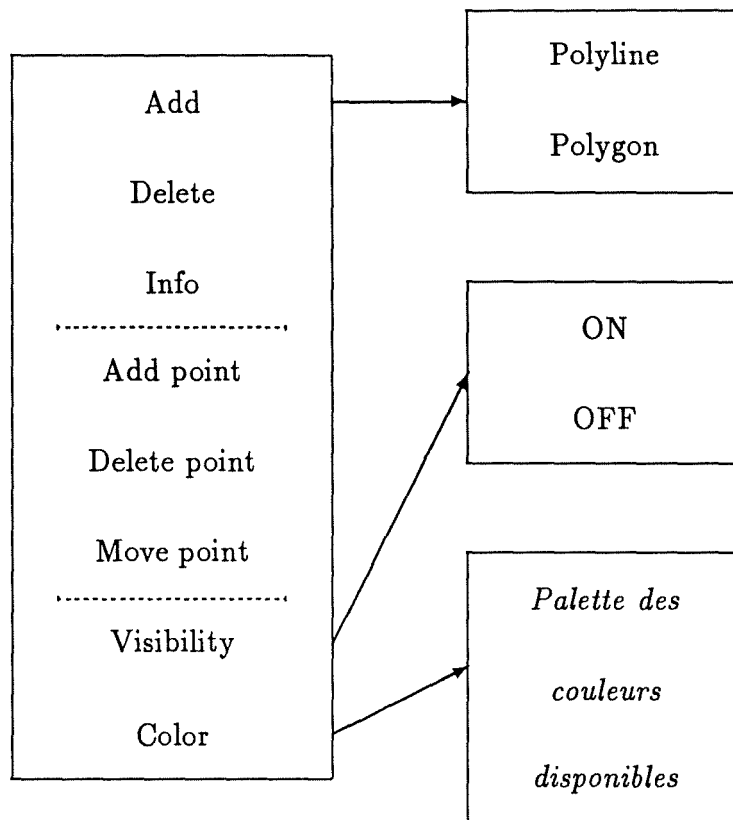 Add
Delete
Info
Add point
Delete point
Move point
Visibility
Color
Polyline
Polygon
ON
OFF
Palette des
couleurs
disponibles